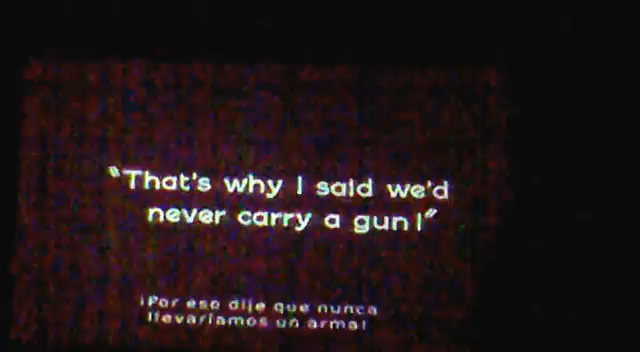 "That's why I said we'd
never carry a gun!"
¡Por eso dije que nunca
llevaríamos un arma!